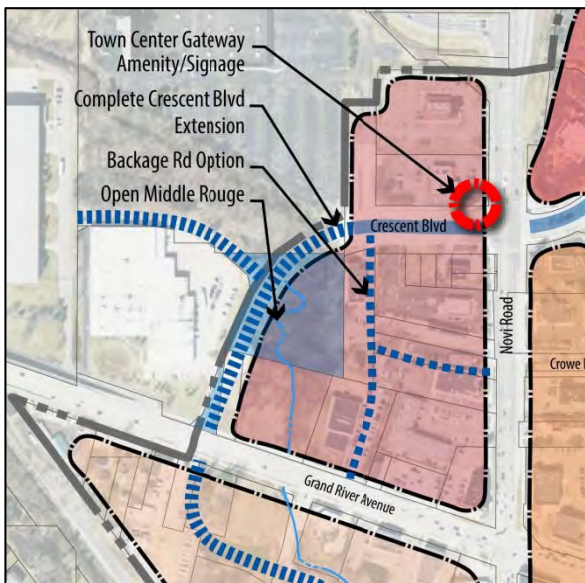 Town Center Gateway
Amenity/Signage
Complete Crescent Blvd
Extension
Backage Rd Option
Open Middle Rouge
Crescent Blvd
Novi Road
Crowe
Grand River Avenue